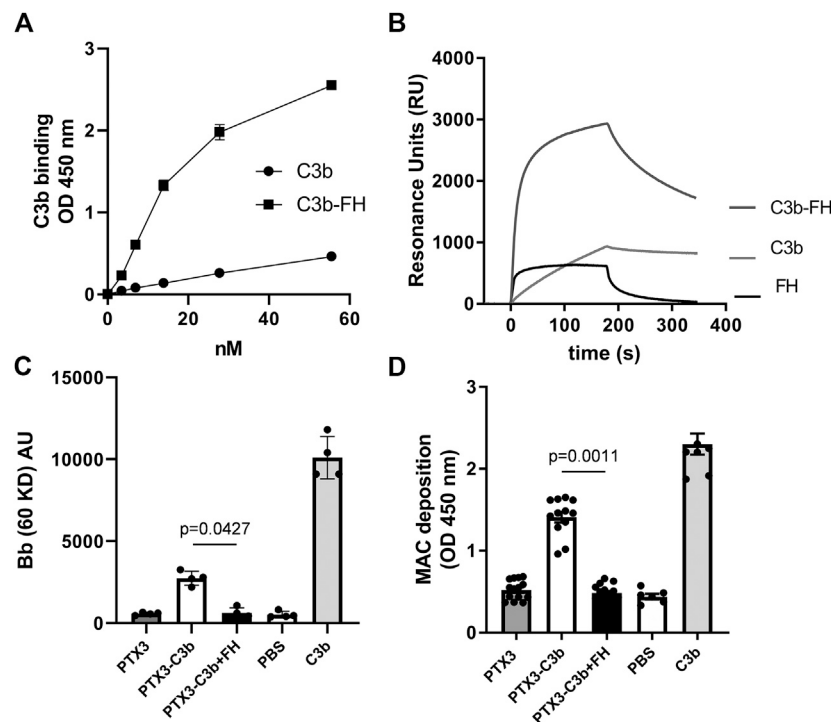 A
C3b binding
OD 450 nm
3
2
1
0
0
20
40
60
nM
C3b
C3b-FH
B
Resonance Units (RU)
4000
3000
2000
1000
0
0
100
200
300
400
time (s)
C3b-FH
C3b
FH
C
Bb (60 KD) AU
15000
10000
5000
0
p=0.0427
PTX3
PTX3-C3b
PTX3-C3b+FH
PBS
C3b
D
MAC deposition
(OD 450 nm)
3
2
1
0
p=0.0011
PTX3
PTX3-C3b
PTX3-C3b+FH
PBS
C3b